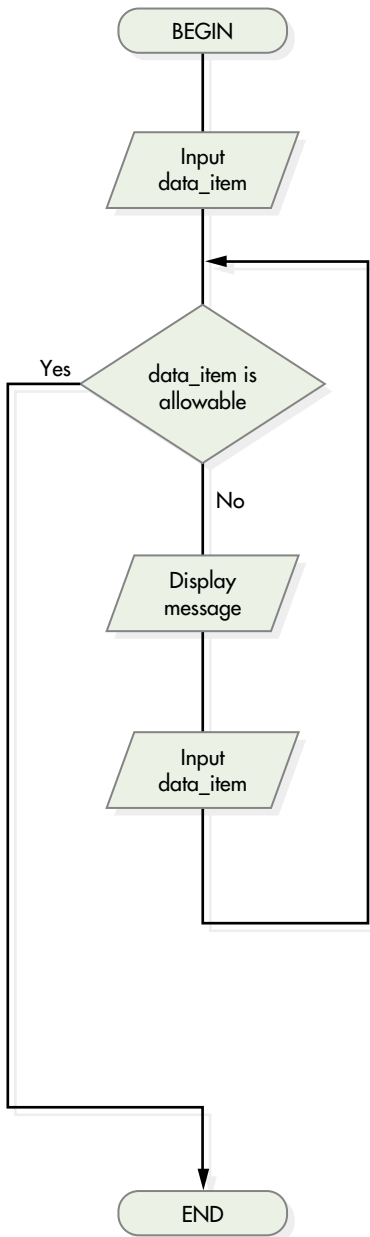 BEGIN
Input
data_item
data_item is
allowable
Yes
No
Display
message
Input
data_item
END